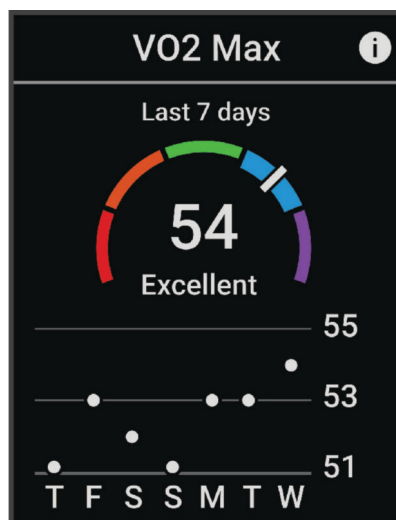 VO2 Max i
Last 7 days
54
Excellent
55
53
51
T F S S M T W